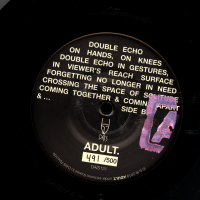 DOUBLE ECHO
ON HANDS, ON KNEES
DOUBLE ECHO IN GESTURES,
IN VIEWER'S REACH SURFACE
FORGETTING NO LONGER IN NEED
CROSSING THE SPACE OF SOLITUDE
COMING TOGETHER & COMING APART
& ... SIDE B
ADULT.
491 /500